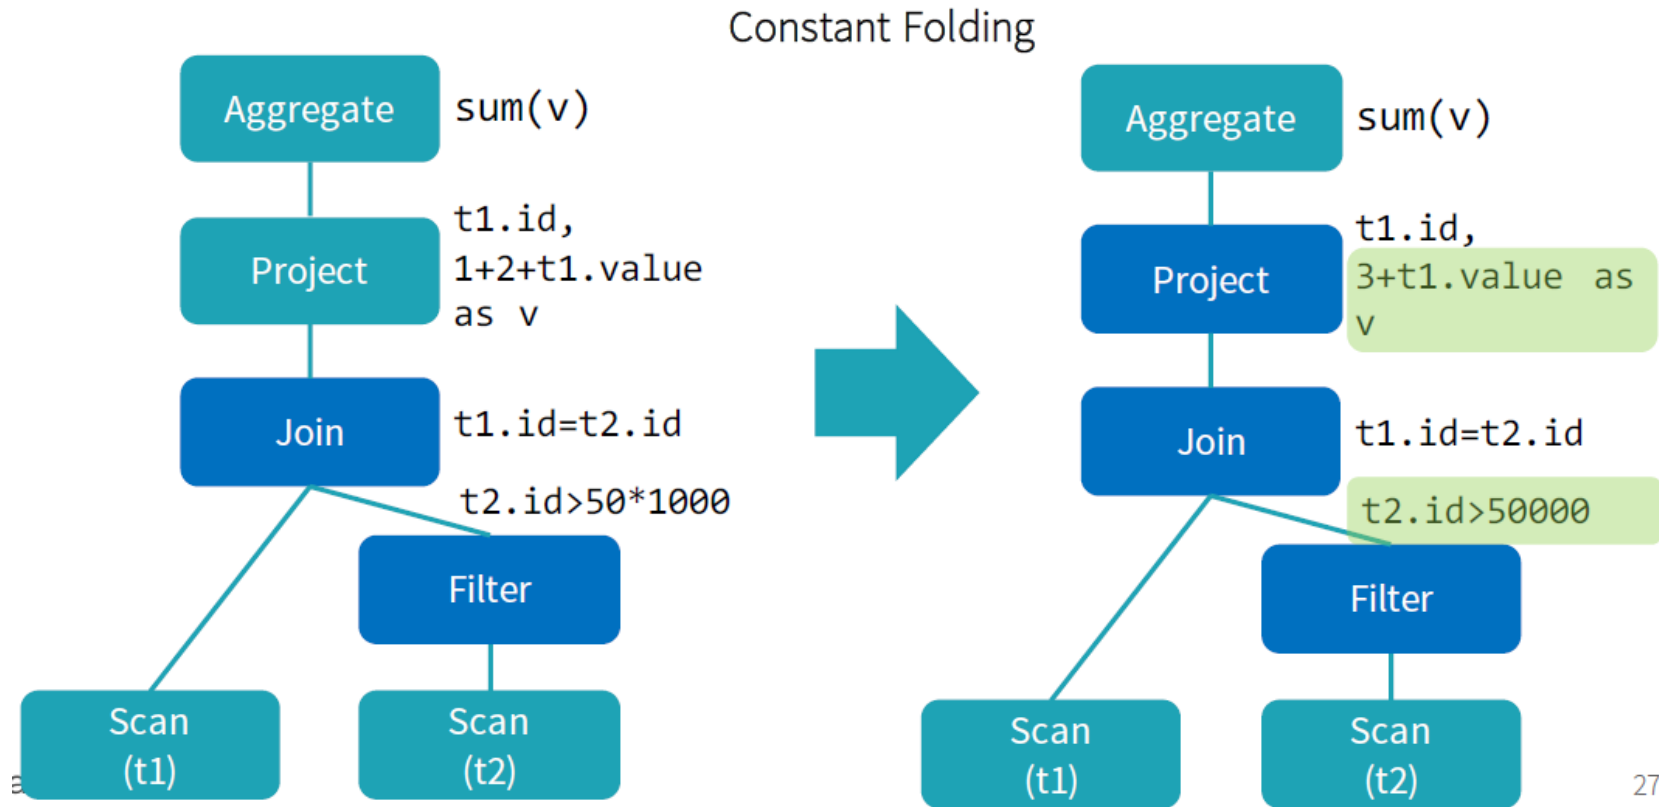 Constant Folding
Aggregate
sum(v)
Project
t1.id,
1+2+t1.value
as v
Join
t1.id=t2.id
t2.id>50*1000
Filter
Scan
(t1)
Scan
(t2)
Aggregate
sum(v)
Project
t1.id,
3+t1.value as
v
Join
t1.id=t2.id
t2.id>50000
Filter
Scan
(t1)
Scan
(t2)
27